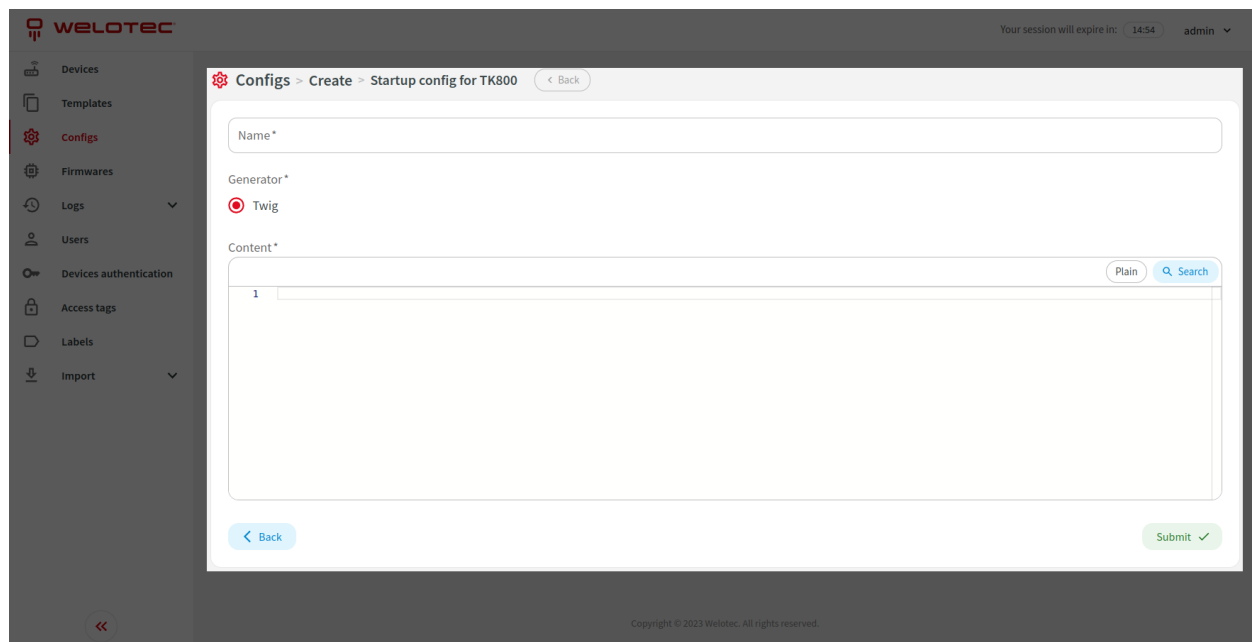 welotec
Your session will expire in: 14:54 admin
Devices
Templates
Configs
Firmwares
Logs
Users
Devices authentication
Access tags
Labels
Import
Configs > Create > Startup config for TK800 < Back
Name*
Generator*
Twig
Content*
Plain Search
1
Back
Submit
Copyright © 2023 Welotec. All rights reserved.